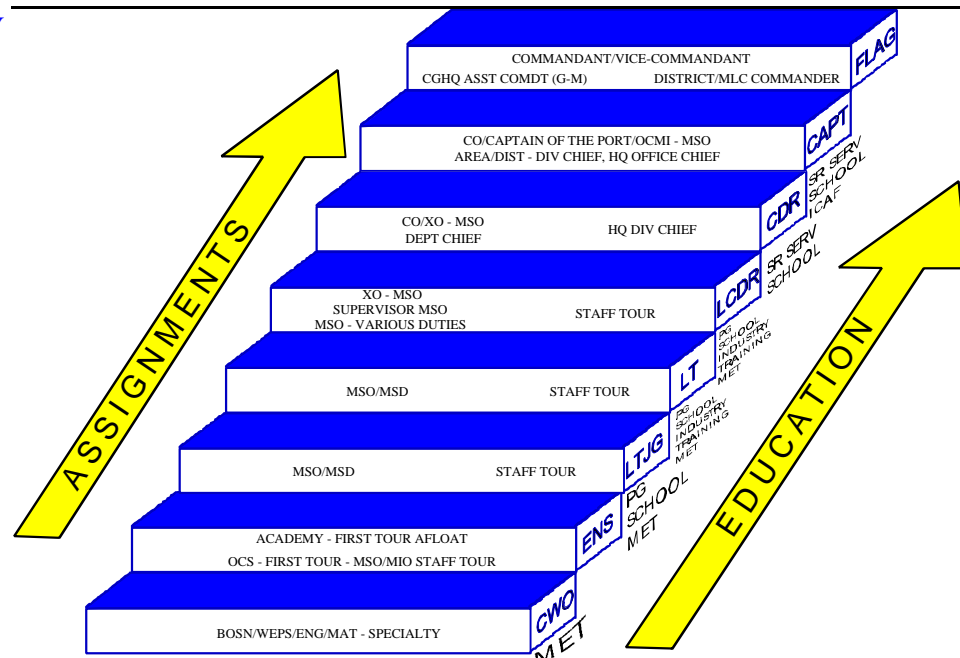 COMMANDANT/VICE-COMMANDANT
CGHQ ASST COMDT (G-M) DISTRICT/MLC COMMANDER
FLAG
CO/CAPTAIN OF THE PORT/OCMI - MSO
AREA/DIST - DIV CHIEF, HQ OFFICE CHIEF
CAPT
SR SERV
SCHOOL
ICAF
CO/XO - MSO
DEPT CHIEF
HQ DIV CHIEF
CDR
SR SERV
SCHOOL
XO - MSO
SUPERVISOR MSO
MSO - VARIOUS DUTIES
STAFF TOUR
LCDR
PG
SCHOOL
INDUSTRY
TRAINING
MET
MSO/MSD STAFF TOUR
LT
PG
SCHOOL
INDUSTRY
TRAINING
MET
MSO/MSD STAFF TOUR
LTJG
PG
SCHOOL
MET
ACADEMY - FIRST TOUR AFLOAT
OCS - FIRST TOUR - MSO/MIO STAFF TOUR
ENS
BOSN/WEPS/ENG/MAT - SPECIALTY
CWO
MET
ASSIGNMENTS
EDUCATION